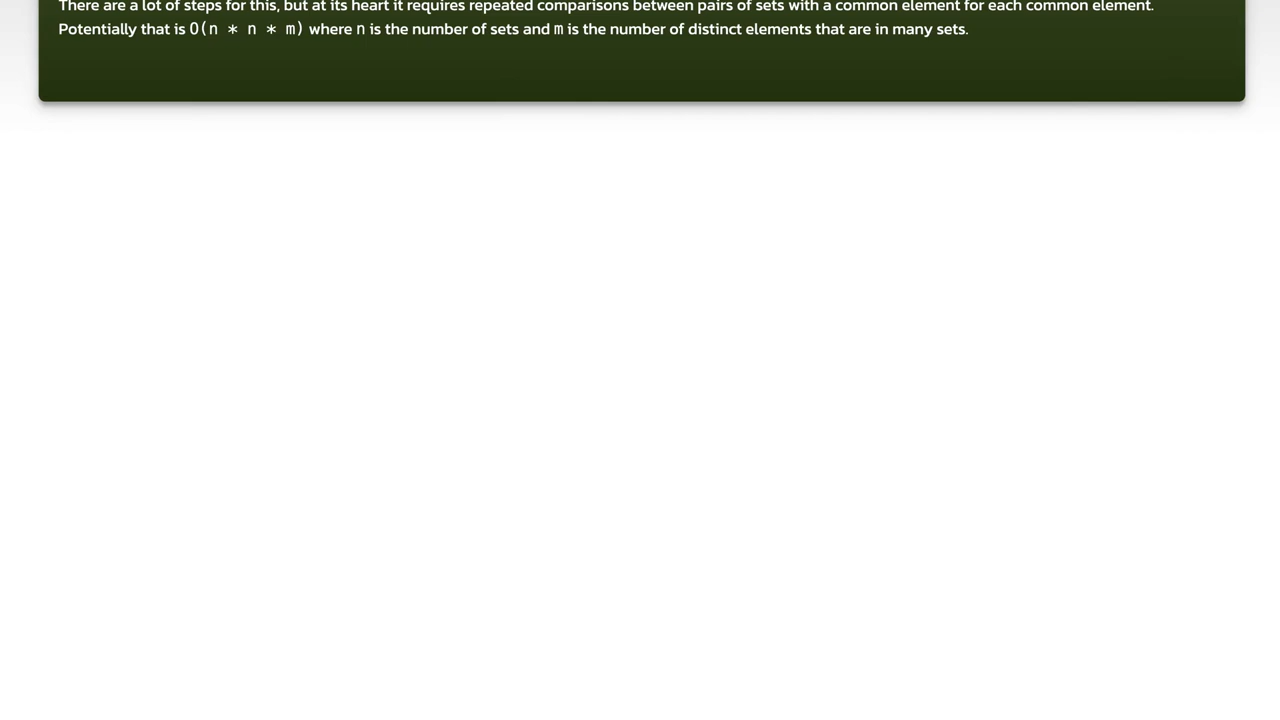 There are a lot of steps for this, but at its heart it requires repeated comparisons between pairs of sets with a common element for each common element.
Potentially that is O(n * n * m) where n is the number of sets and m is the number of distinct elements that are in many sets.